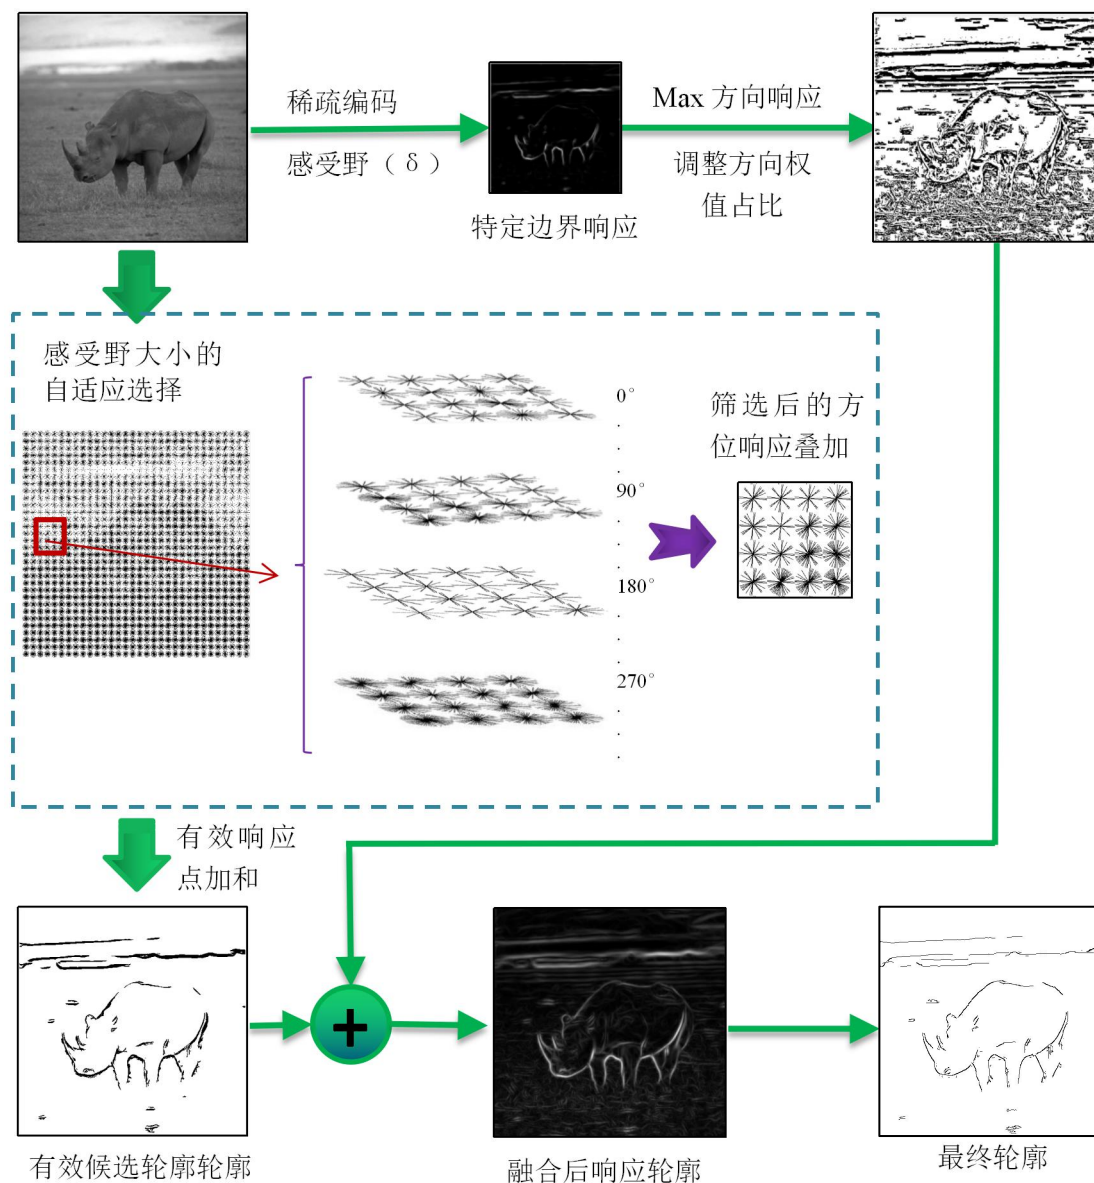 稀疏编码
感受野（δ）
特定边界响应
Max 方向响应
调整方向权
值占比
感受野大小的
自适应选择
0°
90°
180°
270°
筛选后的方
位响应叠加
有效响应
点加和
+
有效候选轮廓轮廓
融合后响应轮廓
最终轮廓